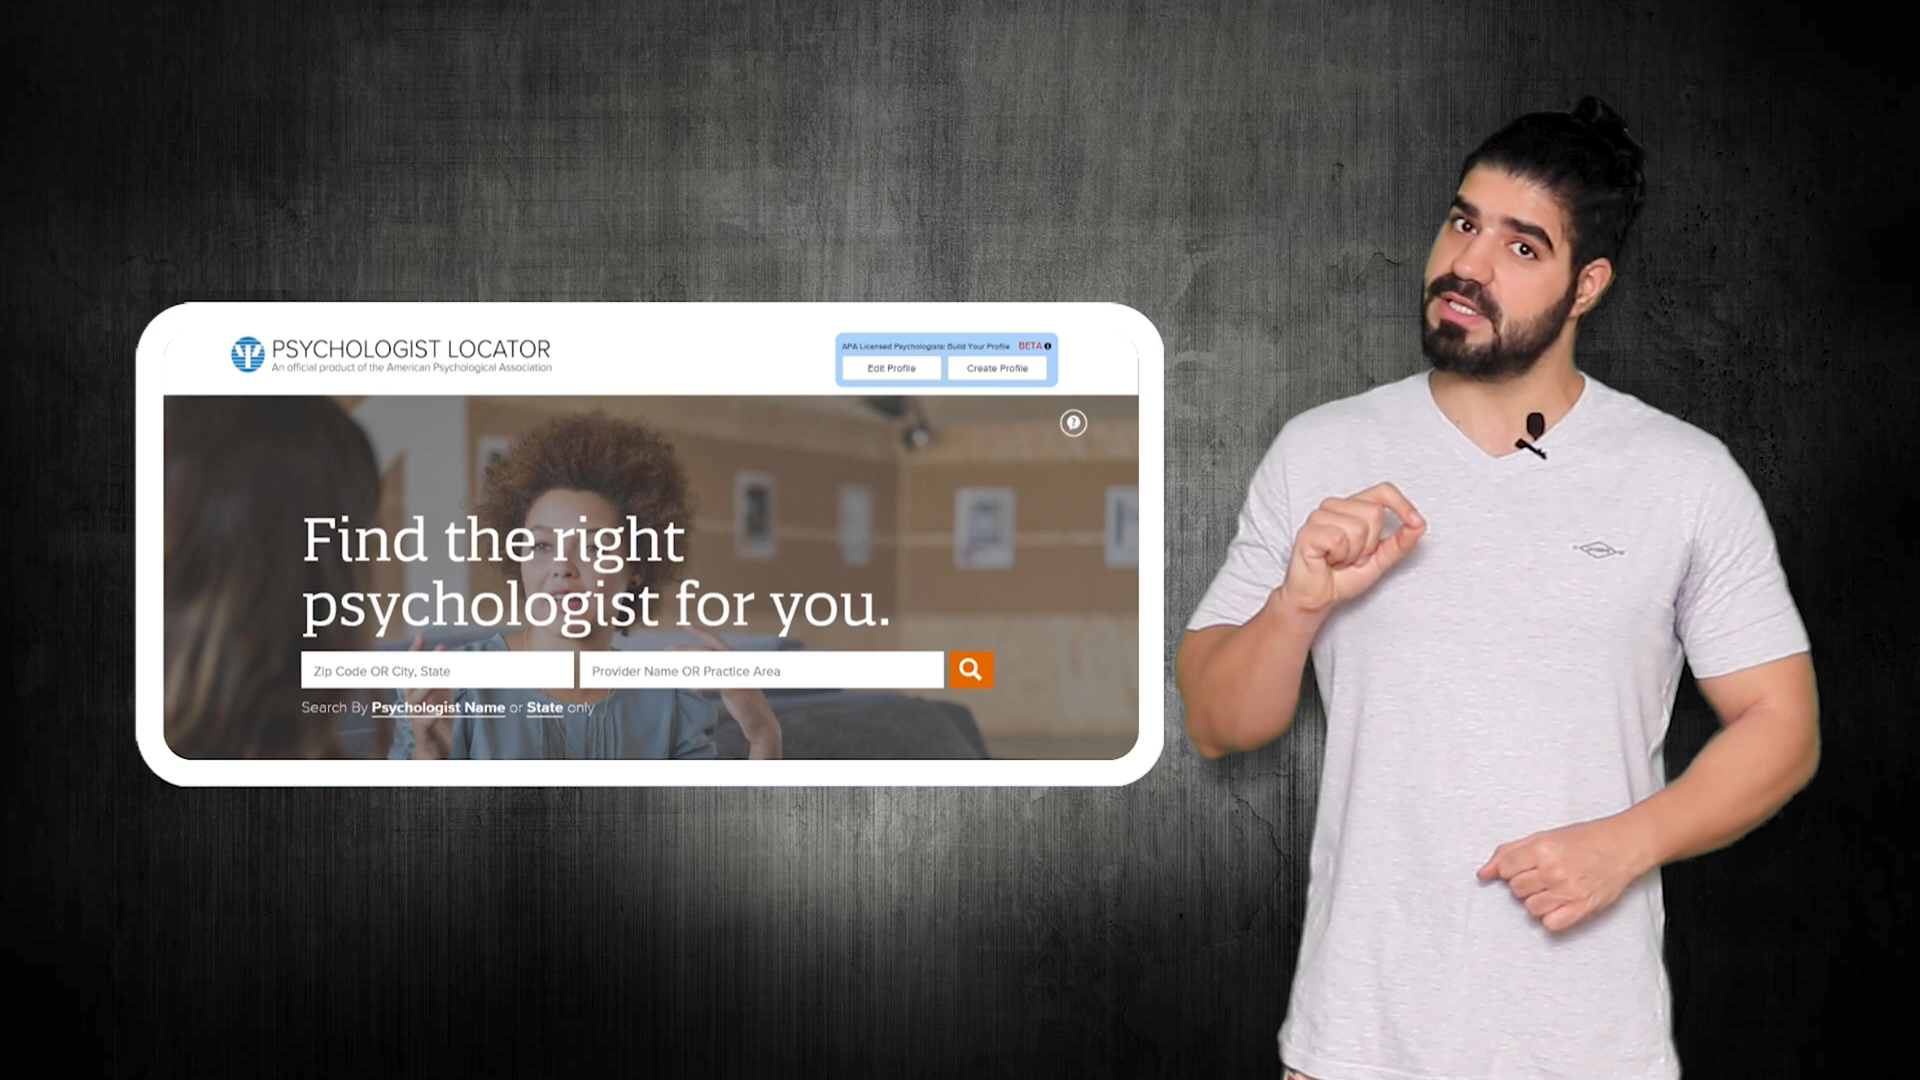 PSYCHOLOGIST LOCATOR
An official product of the American Psychological Association
APA Licensed Psychologists: Build Your Profile BETA
Edit Profile Create Profile
Find the right
psychologist for you.
Zip Code OR City, State Provider Name OR Practice Area
Search By Psychologist Name or State only